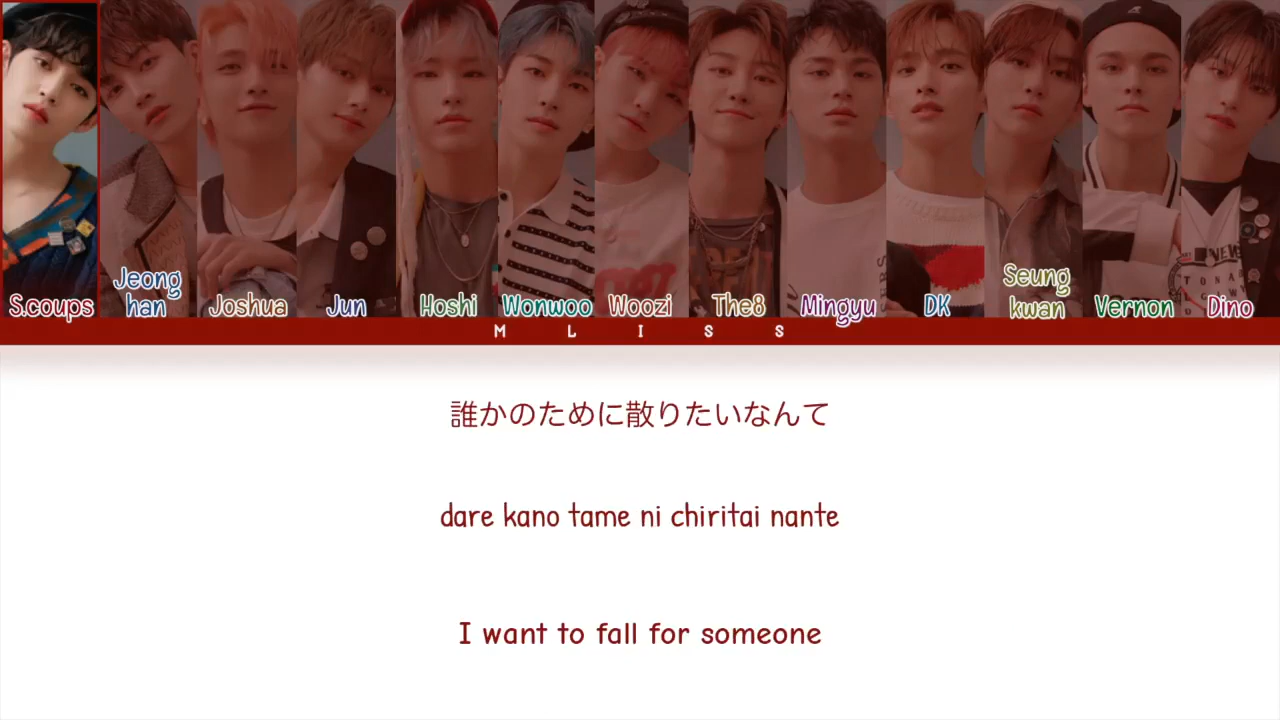 S.coups Jeong han Joshua Jun Hoshi Wonwoo Woozi The8 Mingyu DK Seung kwan Vernon Dino
M L I S S
誰かのために散りたいなんて
dare kano tame ni chiritai nante
I want to fall for someone